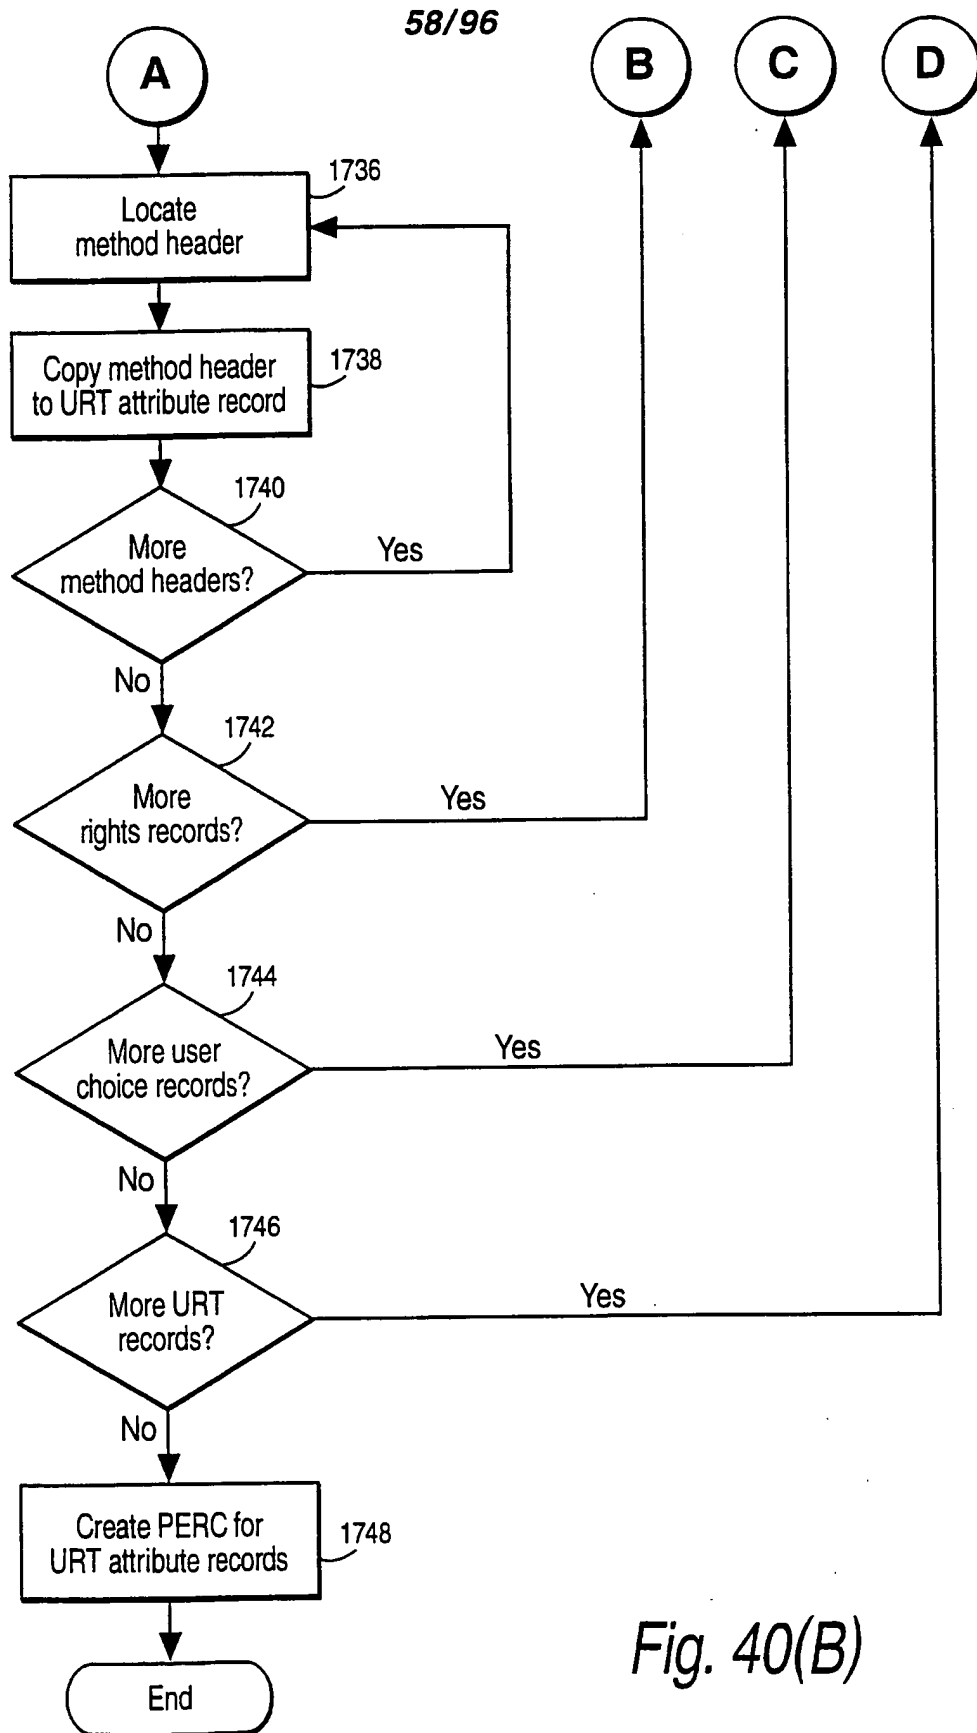 58/96
A
B
C
D
1736
Locate
method header
1738
Copy method header
to URT attribute record
1740
More
method headers?
Yes
No
1742
More
rights records?
Yes
No
1744
More user
choice records?
Yes
No
1746
More URT
records?
Yes
No
Create PERC for
URT attribute records
1748
End
Fig. 40(B)